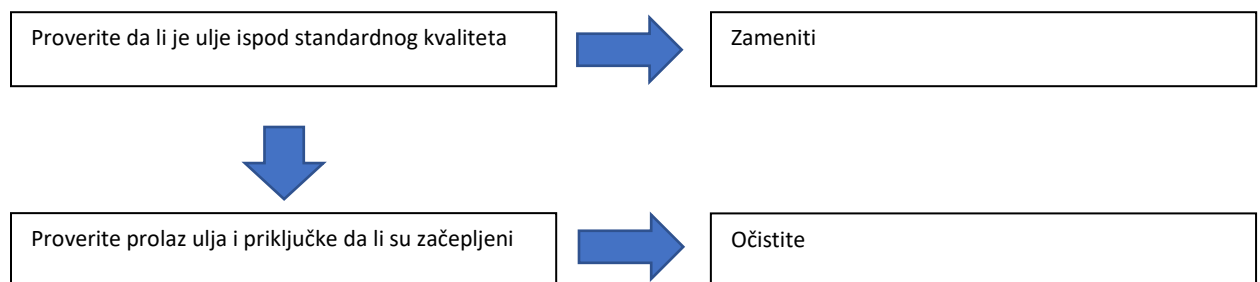 Proverite da li je ulje ispod standardnog kvaliteta
Zameniti
Proverite prolaz ulja i priključke da li su začepljeni
Očistite